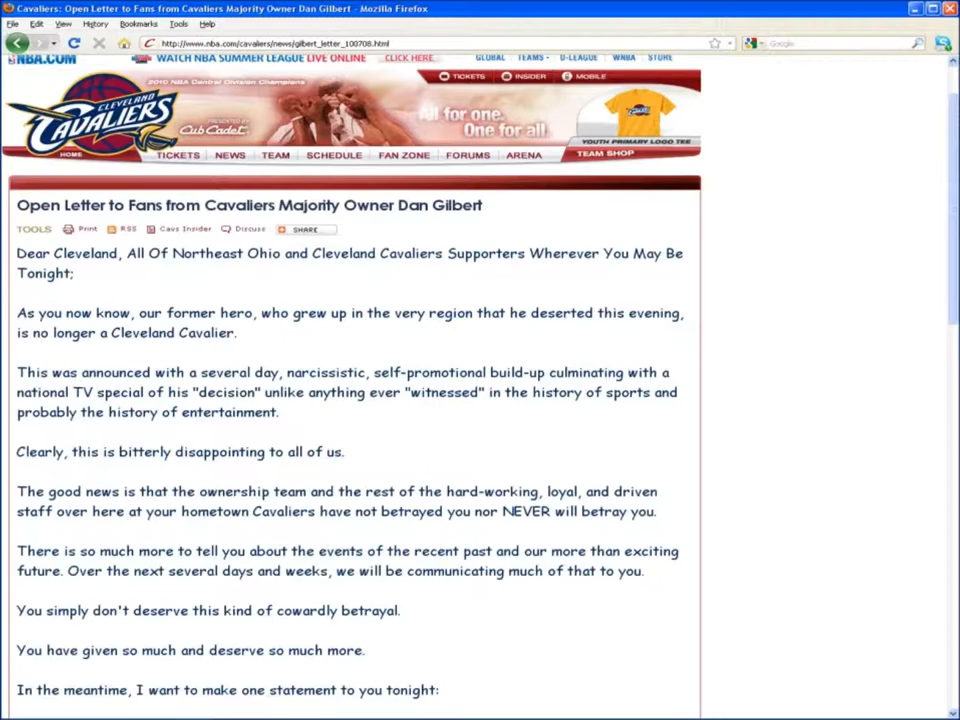 Cavaliers: Open Letter to Fans from Cavaliers Majority Owner Dan Gilbert - Mozilla Firefox
File Edit View History Bookmarks Tools Help
http://www.nba.com/cavaliers/news/gilbert_letter_100708.html
Google
NBA.COM WATCH NBA SUMMER LEAGUE LIVE ONLINE CLICK HERE GLOBAL TEAMS D-LEAGUE WNBA STORE
TICKETS INSIDER MOBILE
2010 NBA Central Division Champions
CLEVELAND
CAVALIERS
PRESENTED BY
Cub Cadet
All for one.
One for all.
YOUTH PRIMARY LOGO TEE
HOME TICKETS NEWS TEAM SCHEDULE FAN ZONE FORUMS ARENA TEAM SHOP
Open Letter to Fans from Cavaliers Majority Owner Dan Gilbert
TOOLS Print RSS Cavs Insider Discuss SHARE
Dear Cleveland, All Of Northeast Ohio and Cleveland Cavaliers Supporters Wherever You May Be
Tonight;
As you now know, our former hero, who grew up in the very region that he deserted this evening,
is no longer a Cleveland Cavalier.
This was announced with a several day, narcissistic, self-promotional build-up culminating with a
national TV special of his "decision" unlike anything ever "witnessed" in the history of sports and
probably the history of entertainment.
Clearly, this is bitterly disappointing to all of us.
The good news is that the ownership team and the rest of the hard-working, loyal, and driven
staff over here at your hometown Cavaliers have not betrayed you nor NEVER will betray you.
There is so much more to tell you about the events of the recent past and our more than exciting
future. Over the next several days and weeks, we will be communicating much of that to you.
You simply don't deserve this kind of cowardly betrayal.
You have given so much and deserve so much more.
In the meantime, I want to make one statement to you tonight: